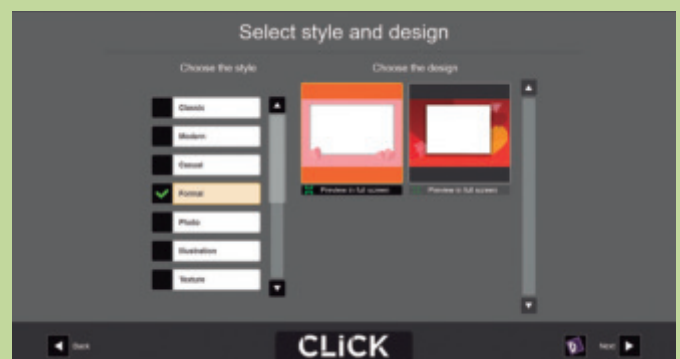 Select style and design
Choose the style
Choose the design
Classic
Modern
Casual
Formal
Photo
Illustration
Texture
Preview in full screen
Preview in full screen
Back
CLiCK
Next